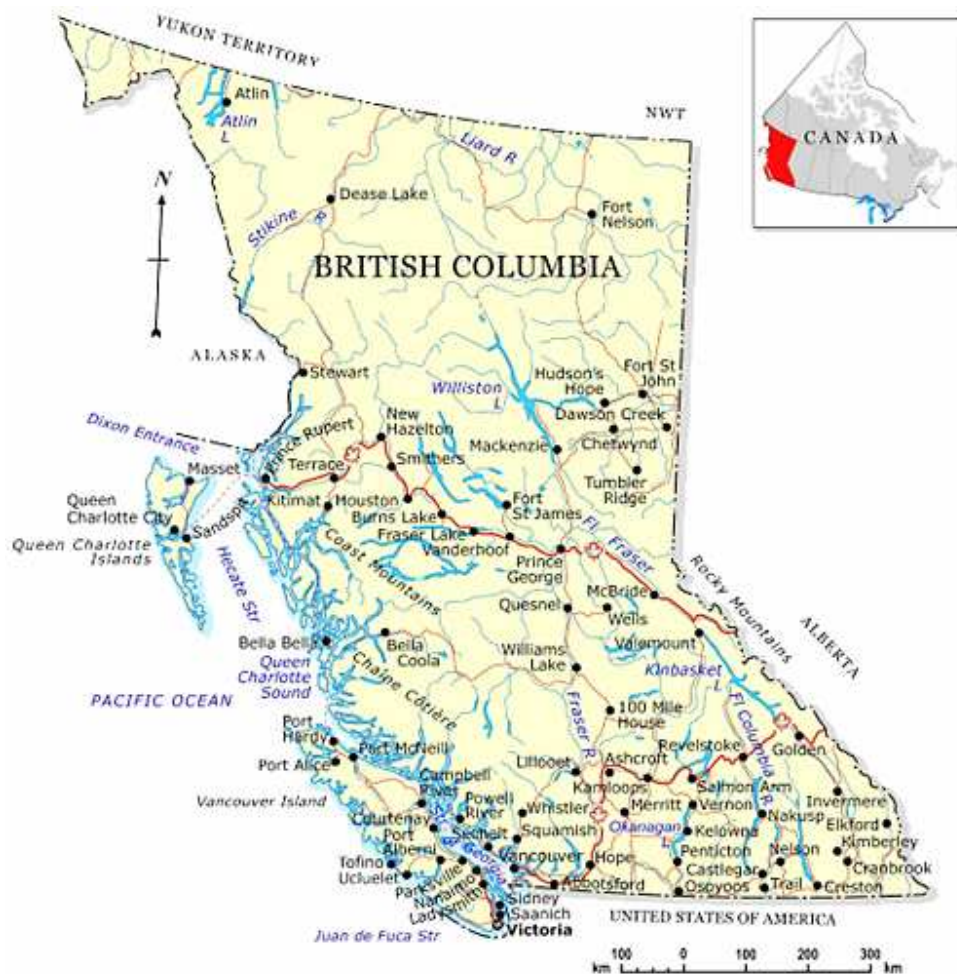 YUKON TERRITORY
NWT
CANADA
Atlin
Atlin
L
Liard R
N
Dease Lake
Stikine
R
Fort
Nelson
BRITISH COLUMBIA
ALASKA
Stewart
Williston
L
Hudson's
Hope
Fort St
John
Dawson Creek
Chetwynd
Dixon Entrance
Prince Rupert
New
Hazelton
Mackenzie
Masset
Terrace
Smithers
Tumbler
Ridge
Queen
Charlotte City
Sandspit
Kitimat
Houston
Fort
St James
Burns Lake
Queen Charlotte
Islands
Fraser Lake
Vanderhoof
Prince
George
Fl
Fraser
Rocky Mountains
Hecate Str
Coast Mountains
McBride
Quesnel
Wells
ALBERTA
Bella Bella
Bella
Coola
Valemount
Queen
Charlotte
Sound
Williams
Lake
Kinbasket
L
PACIFIC OCEAN
Chaîne Côtière
Port
Hardy
Port McNeill
Fraser R
100 Mile
House
Fl Columbia
R
Revelstoke
Golden
Port Alice
Lillooet
Ashcroft
Kamloops
Salmon Arm
Vancouver Island
Campbell
River
Powell
River
Whistler
Merritt
Vernon
Nakusp
Invermere
Elkford
Courtenay
Str of Georgia
Sechelt
Squamish
Okanagan
L
Kelowna
Port
Alberni
Kimberley
Tofino
Vancouver
Hope
Penticton
Nelson
Cranbrook
Ucluelet
Parksville
Castlegar
Nanaimo
Abbotsford
Osoyoos
Trail
Creston
Ladysmith
Sidney
Saanich
UNITED STATES OF AMERICA
Victoria
Juan de Fuca Str
100 0 100 200 300
km km